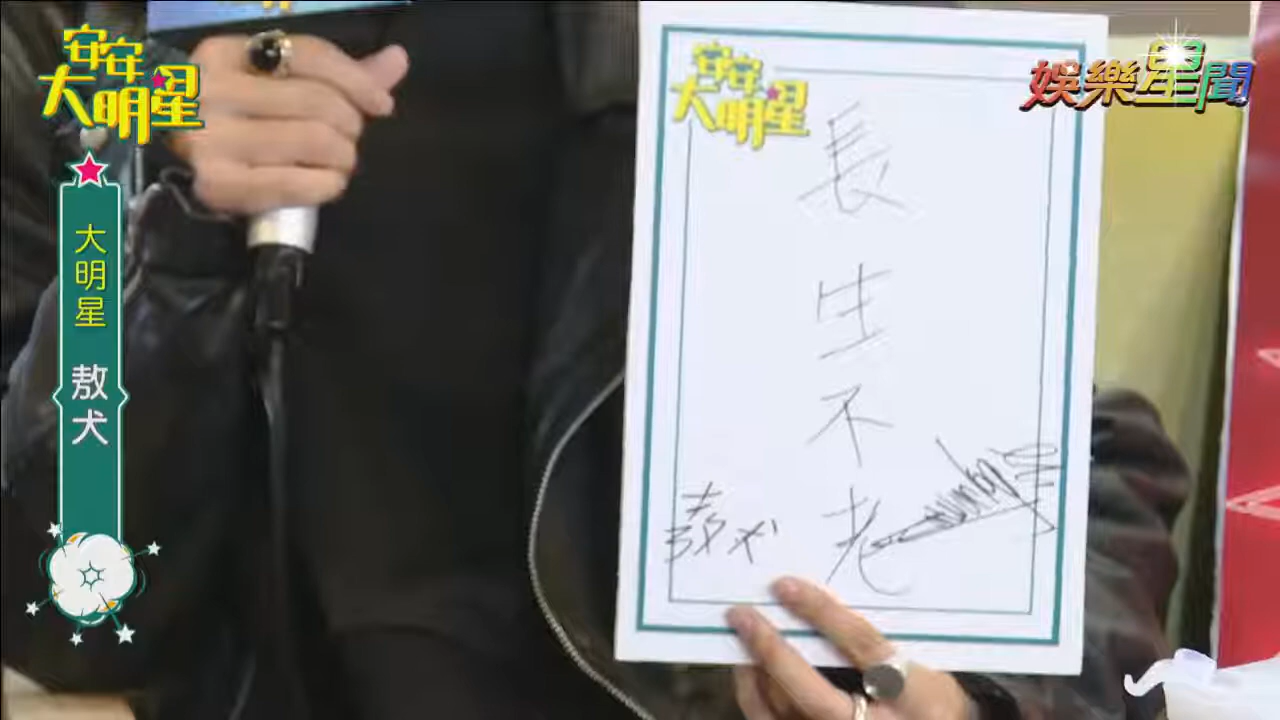 安安
大明星
大明星 敖犬
娛樂星聞
安安
大明星
長生不老
敖犬